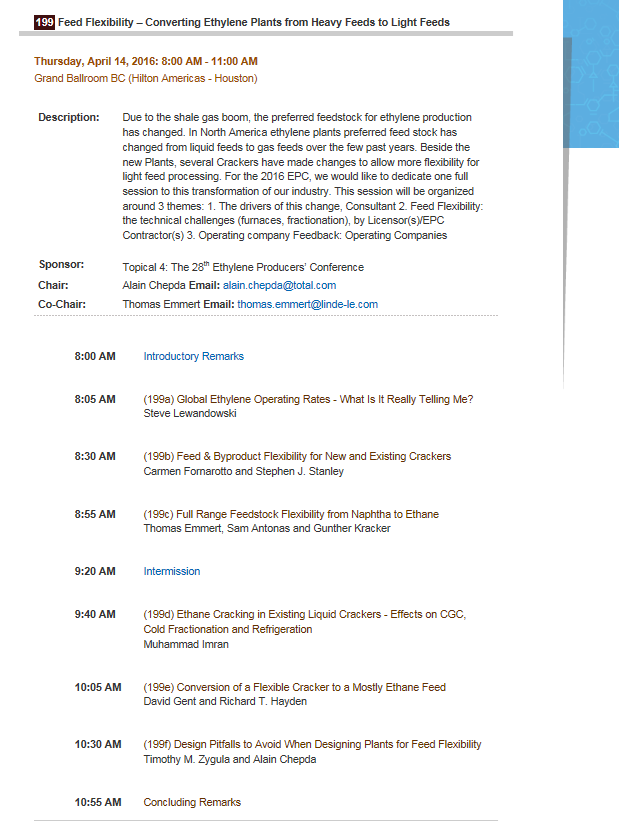 199 Feed Flexibility – Converting Ethylene Plants from Heavy Feeds to Light Feeds
Thursday, April 14, 2016: 8:00 AM - 11:00 AM
Grand Ballroom BC (Hilton Americas - Houston)
Description: Due to the shale gas boom, the preferred feedstock for ethylene production
has changed. In North America ethylene plants preferred feed stock has
changed from liquid feeds to gas feeds over the few past years. Beside the
new Plants, several Crackers have made changes to allow more flexibility for
light feed processing. For the 2016 EPC, we would like to dedicate one full
session to this transformation of our industry. This session will be organized
around 3 themes: 1. The drivers of this change, Consultant 2. Feed Flexibility:
the technical challenges (furnaces, fractionation), by Licensor(s)/EPC
Contractor(s) 3. Operating company Feedback: Operating Companies
Sponsor: Topical 4: The 28th Ethylene Producers' Conference
Chair: Alain Chepda Email: alain.chepda@total.com
Co-Chair: Thomas Emmert Email: thomas.emmert@linde-le.com
8:00 AM Introductory Remarks
8:05 AM (199a) Global Ethylene Operating Rates - What Is It Really Telling Me?
Steve Lewandowski
8:30 AM (199b) Feed & Byproduct Flexibility for New and Existing Crackers
Carmen Fornarotto and Stephen J. Stanley
8:55 AM (199c) Full Range Feedstock Flexibility from Naphtha to Ethane
Thomas Emmert, Sam Antonas and Gunther Kracker
9:20 AM Intermission
9:40 AM (199d) Ethane Cracking in Existing Liquid Crackers - Effects on CGC,
Cold Fractionation and Refrigeration
Muhammad Imran
10:05 AM (199e) Conversion of a Flexible Cracker to a Mostly Ethane Feed
David Gent and Richard T. Hayden
10:30 AM (199f) Design Pitfalls to Avoid When Designing Plants for Feed Flexibility
Timothy M. Zygula and Alain Chepda
10:55 AM Concluding Remarks